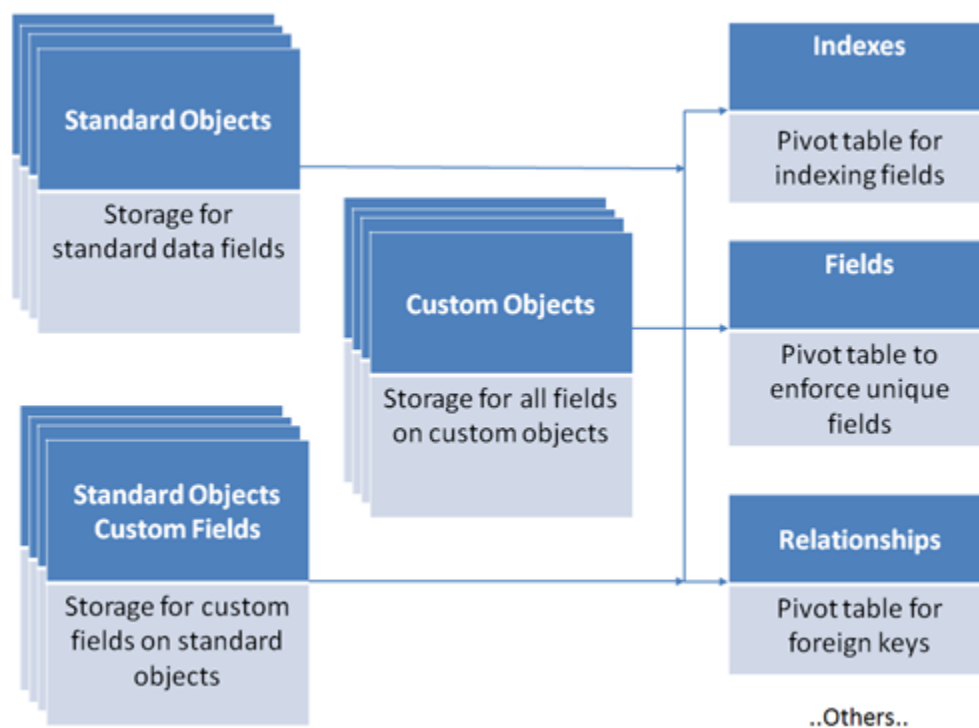 Standard Objects
Storage for
standard data fields
Custom Objects
Storage for all fields
on custom objects
Standard Objects
Custom Fields
Storage for custom
fields on standard
objects
Indexes
Pivot table for
indexing fields
Fields
Pivot table to
enforce unique
fields
Relationships
Pivot table for
foreign keys
..Others..